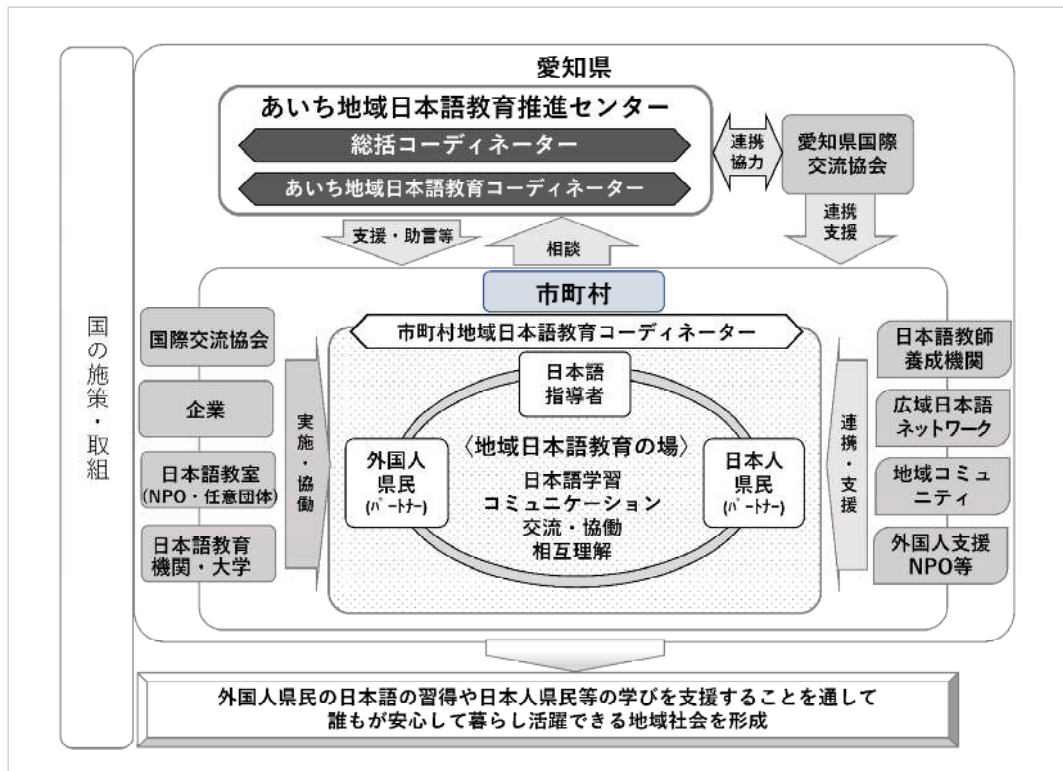 愛知県
あいち地域日本語教育推進センター
総括コーディネーター
あいち地域日本語教育コーディネーター
連携
協力
愛知県国際
交流協会
支援・助言等
相談
連携
支援
国の施策・取組
市町村
市町村地域日本語教育コーディネーター
国際交流協会
企業
日本語教室
(NPO・任意団体)
日本語教育
機関・大学
実施・協働
日本語
指導者
外国人
県民
(パートナー)
〈地域日本語教育の場〉
日本語学習
コミュニケーション
交流・協働
相互理解
日本人
県民
(パートナー)
連携・支援
日本語教師
養成機関
広域日本語
ネットワーク
地域コミュ
ニティ
外国人支援
NPO等
外国人県民の日本語の習得や日本人県民等の学びを支援することを通して
誰もが安心して暮らし活躍できる地域社会を形成